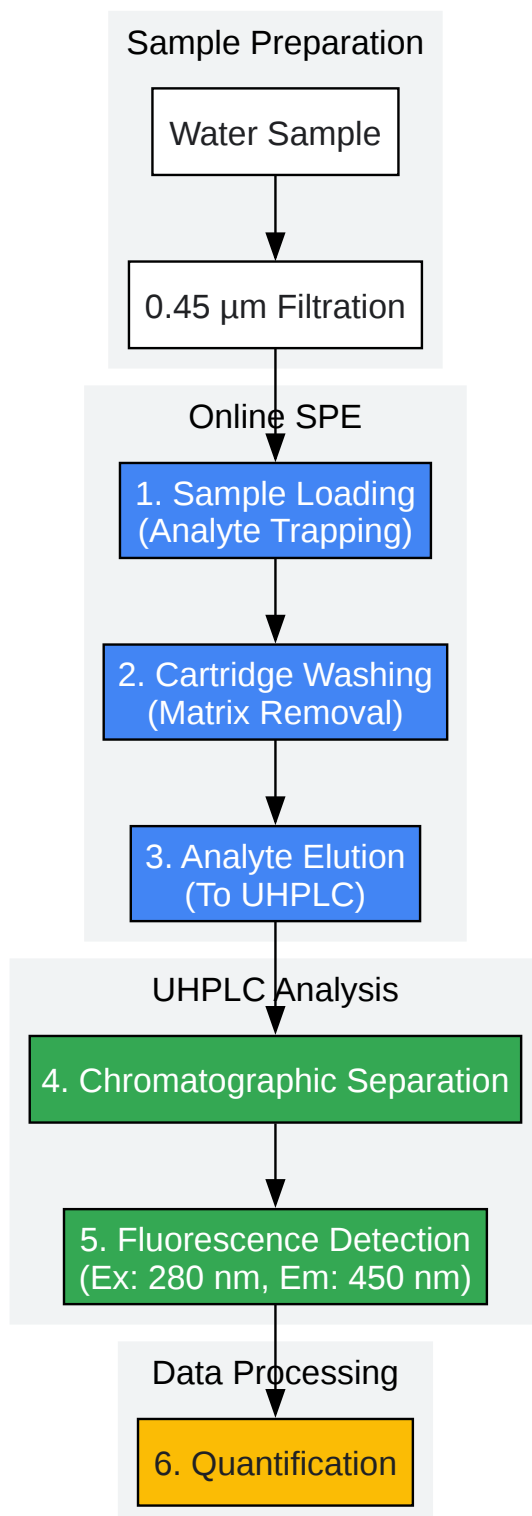 Sample Preparation
Water Sample
0.45 µm Filtration
Online SPE
1. Sample Loading
(Analyte Trapping)
2. Cartridge Washing
(Matrix Removal)
3. Analyte Elution
(To UHPLC)
UHPLC Analysis
4. Chromatographic Separation
5. Fluorescence Detection
(Ex: 280 nm, Em: 450 nm)
Data Processing
6. Quantification